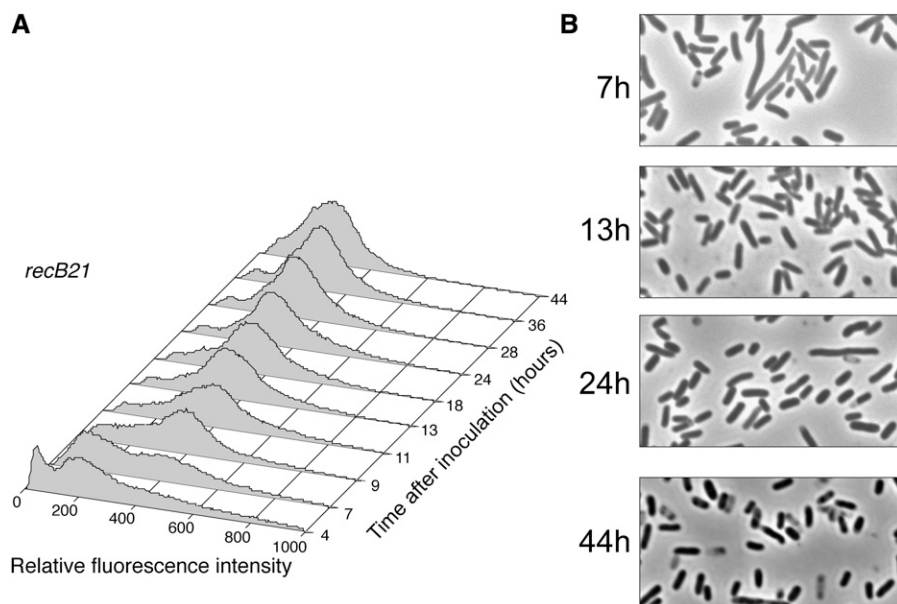 A
B
recB21
7h
13h
24h
44h
44
36
28
24
18
13
11
9
7
4
0
200
400
600
800
1000
Time after inoculation (hours)
Relative fluorescence intensity